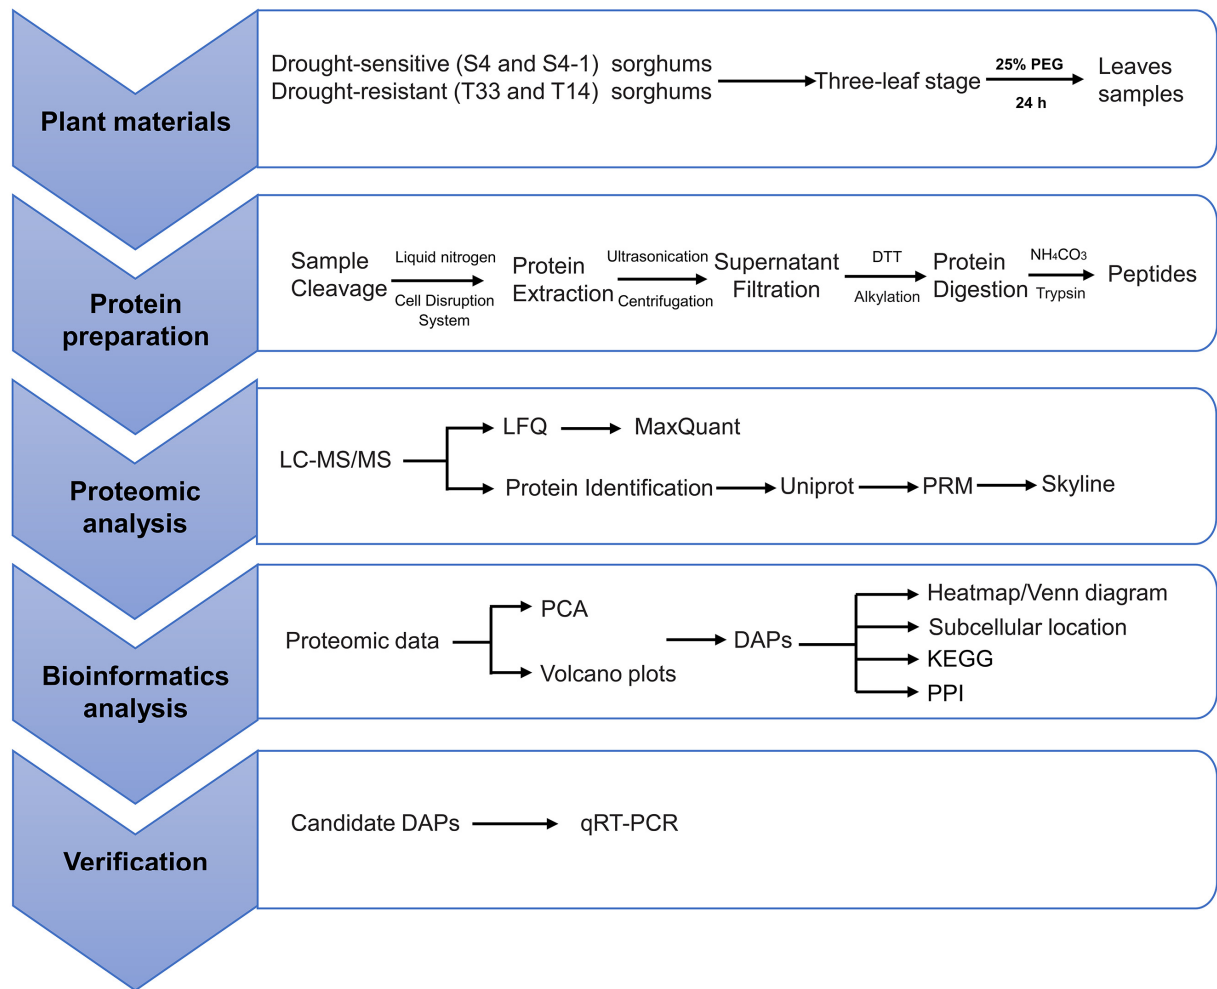 Plant materials
Drought-sensitive (S4 and S4-1) sorghums
Drought-resistant (T33 and T14) sorghums
Three-leaf stage
25% PEG
24 h
Leaves
samples
Protein
preparation
Sample
Cleavage
Liquid nitrogen
Cell Disruption
System
Protein
Extraction
Ultrasonication
Centrifugation
Supernatant
Filtration
DTT
Alkylation
Protein
Digestion
NH₄CO₃
Trypsin
Peptides
Proteomic
analysis
LC-MS/MS
LFQ
MaxQuant
Protein Identification
Uniprot
PRM
Skyline
Bioinformatics
analysis
Proteomic data
PCA
Volcano plots
DAPs
Heatmap/Venn diagram
Subcellular location
KEGG
PPI
Verification
Candidate DAPs
qRT-PCR